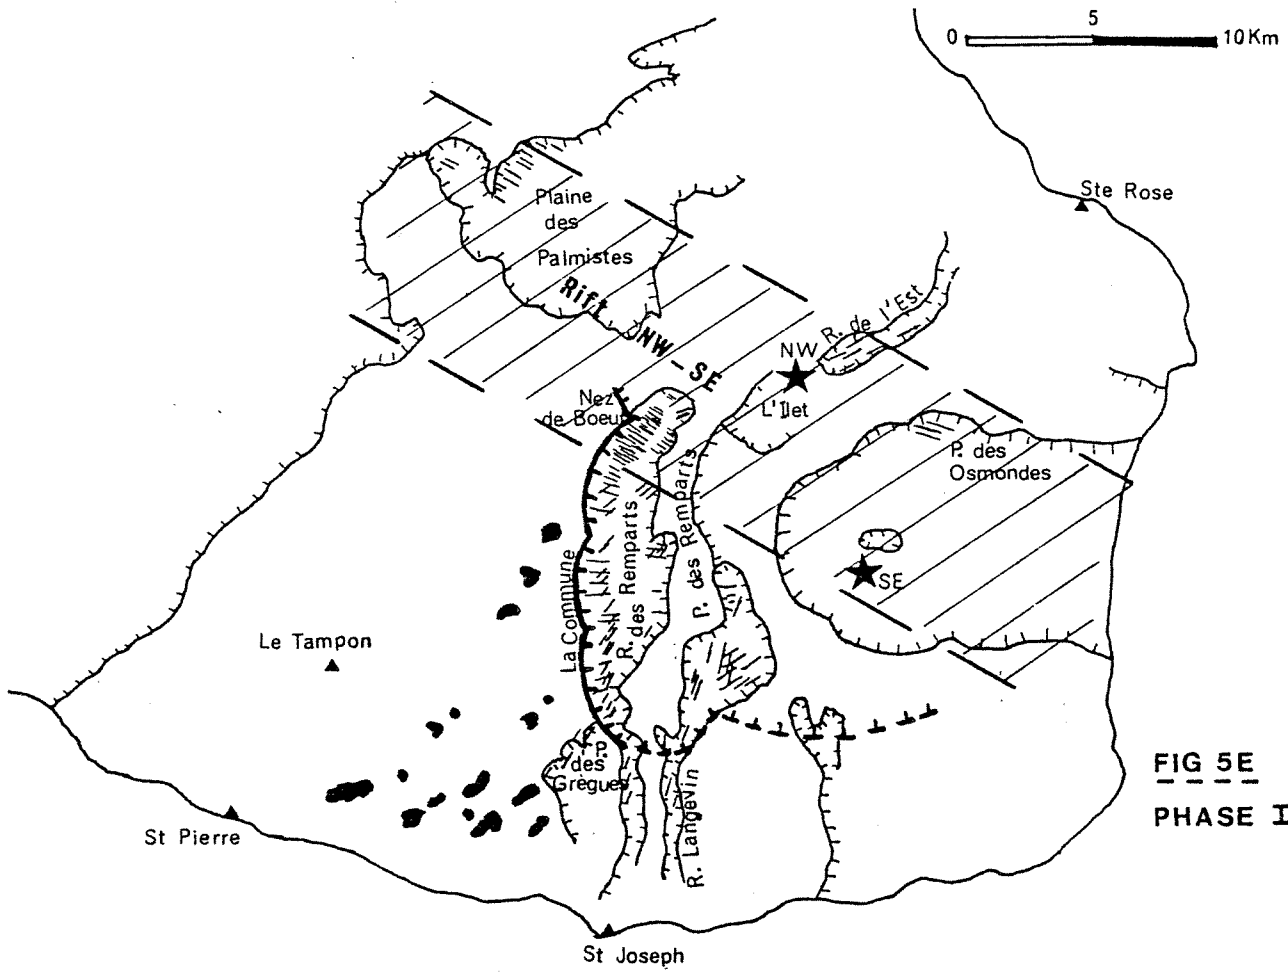 5
0
10 Km
Ste Rose
Plaine
des
Palmistes
Rift NW-SE
R. de l'Est
NW
L'Ilet
Nez
de Boeuf
P. des
Osmondes
La Commune
R. des Remparts
P. des Remparts
SE
Le Tampon
P.
des
Grègues
R. Langevin
FIG 5E
PHASE I
St Pierre
St Joseph